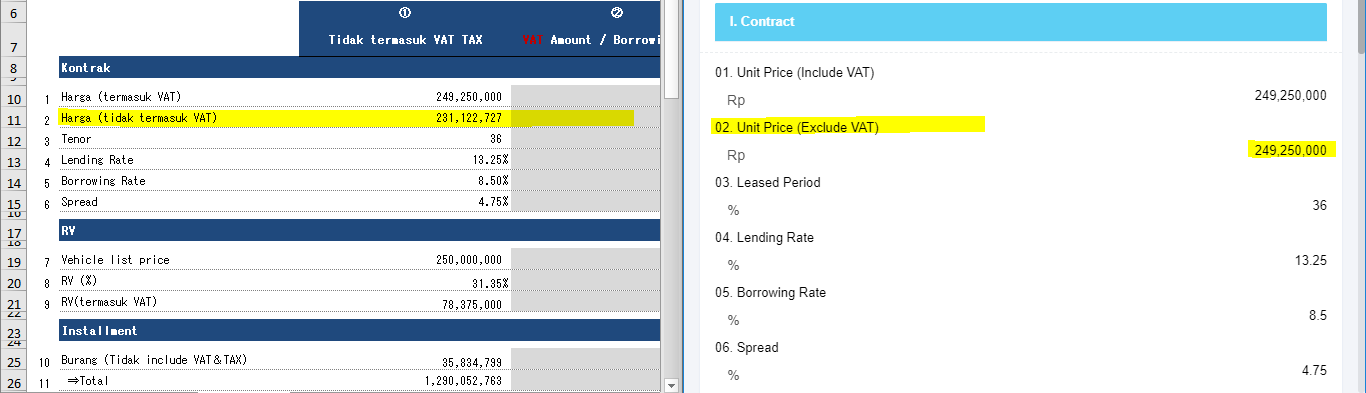 6 ① ②
7 Tidak termasuk VAT TAX VAT Amount / Borrowi
8 Kontrak
9
10 1 Harga (termasuk VAT) 249,250,000
11 2 Harga (tidak termasuk VAT) 231,122,727
12 3 Tenor 36
13 4 Lending Rate 13.25%
14 5 Borrowing Rate 8.50%
15 6 Spread 4.75%
16
17 RV
18
19 7 Vehicle list price 250,000,000
20 8 RV (%) 31.35%
21 9 RV(termasuk VAT) 78,375,000
22
23 Installment
24
25 10 Burang (Tidak include VAT&TAX) 35,834,799
26 11 ⇒Total 1,290,052,763
I. Contract
01. Unit Price (Include VAT)
Rp 249,250,000
02. Unit Price (Exclude VAT)
Rp 249,250,000
03. Leased Period
% 36
04. Lending Rate
% 13.25
05. Borrowing Rate
% 8.5
06. Spread
% 4.75